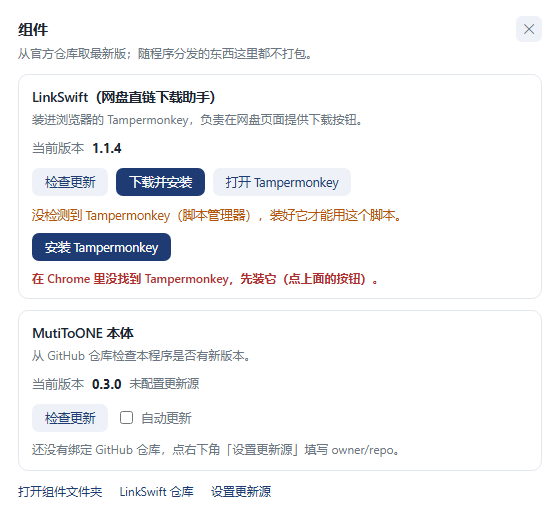 组件
从官方仓库取最新版；随程序分发的东西这里都不打包。
LinkSwift（网盘直链下载助手）
装进浏览器的 Tampermonkey，负责在网盘页面提供下载按钮。
当前版本 1.1.4
检查更新 下载并安装 打开 Tampermonkey
没检测到 Tampermonkey（脚本管理器），装好它才能用这个脚本。
安装 Tampermonkey
在 Chrome 里没找到 Tampermonkey，先装它（点上面的按钮）。
MutiToONE 本体
从 GitHub 仓库检查本程序是否有新版本。
当前版本 0.3.0 未配置更新源
检查更新 自动更新
还没有绑定 GitHub 仓库，点右下角「设置更新源」填写 owner/repo。
打开组件文件夹 LinkSwift 仓库 设置更新源